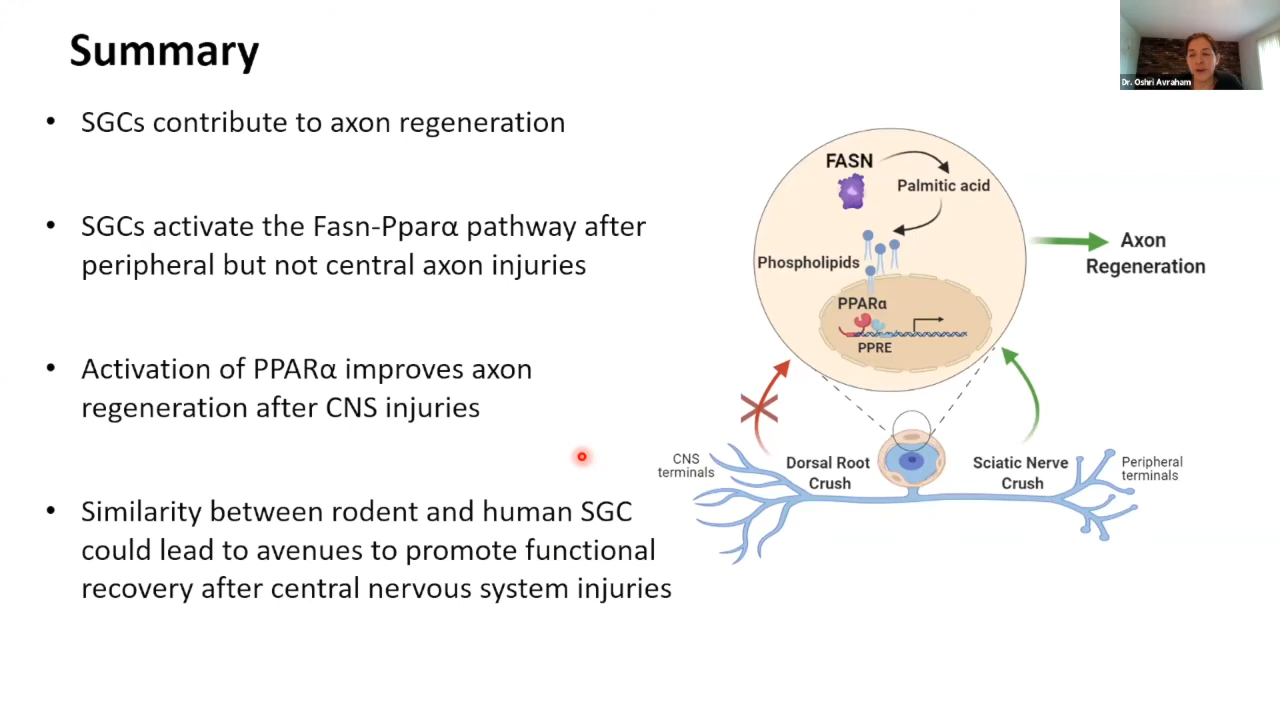 Summary
• SGCs contribute to axon regeneration
• SGCs activate the Fasn-Pparα pathway after
peripheral but not central axon injuries
• Activation of PPARα improves axon
regeneration after CNS injuries
• Similarity between rodent and human SGC
could lead to avenues to promote functional
recovery after central nervous system injuries
Dr. Oshri Avraham
FASN
Palmitic acid
Phospholipids
PPARα
PPRE
Axon
Regeneration
CNS
terminals
Dorsal Root
Crush
Sciatic Nerve
Crush
Peripheral
terminals